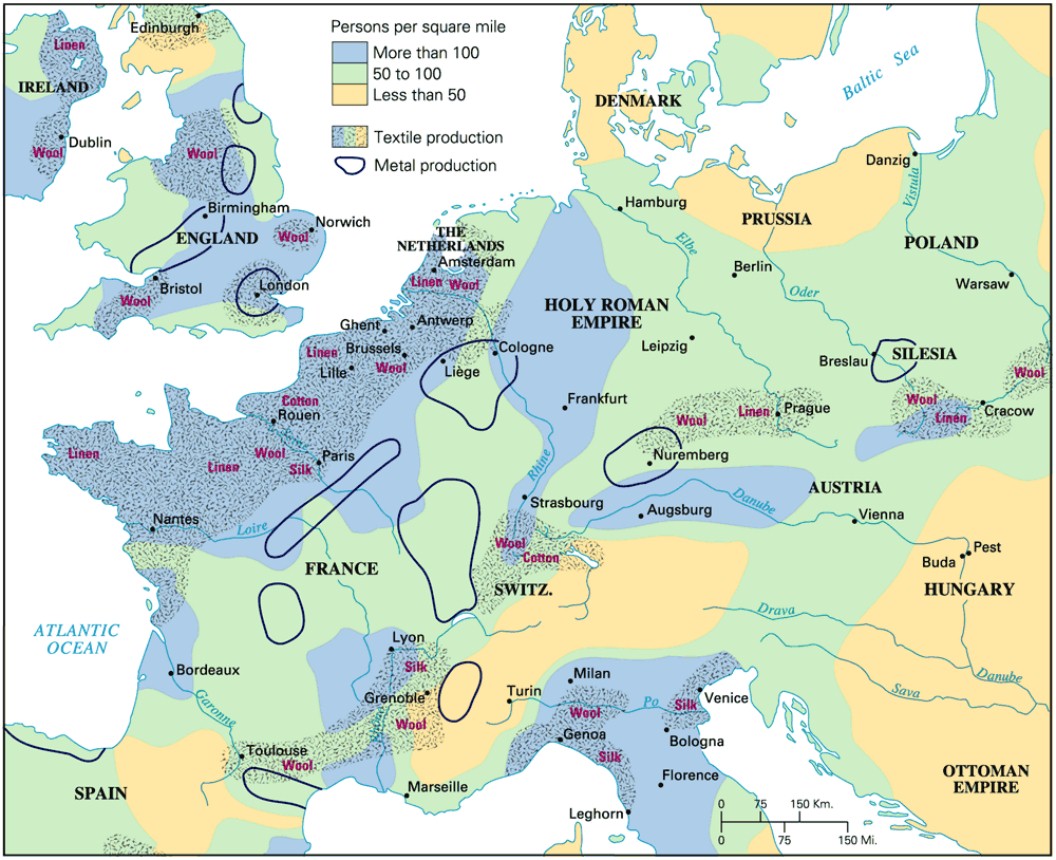 Persons per square mile
More than 100
50 to 100
Less than 50
Textile production
Metal production
Edinburgh
Linen
IRELAND
Dublin
Wool
Wool
Birmingham
ENGLAND
Norwich
Wool
Bristol
Wool
London
DENMARK
Baltic Sea
Danzig
Vistula
Hamburg
PRUSSIA
POLAND
Elbe
Berlin
Oder
Warsaw
THE
NETHERLANDS
Amsterdam
Linen
Wool
HOLY ROMAN
EMPIRE
Ghent
Antwerp
Linen
Brussels
Wool
Lille
Liège
Cologne
Leipzig
Breslau
SILESIA
Wool
Wool
Linen
Cracow
Cotton
Rouen
Frankfurt
Wool
Linen
Prague
Linen
Linen
Wool
Silk
Paris
Nuremberg
Rhine
Strasbourg
Augsburg
Danube
AUSTRIA
Vienna
Nantes
Loire
Wool
Cotton
FRANCE
SWITZ.
Buda
Pest
HUNGARY
ATLANTIC
OCEAN
Drava
Danube
Sava
Lyon
Silk
Bordeaux
Garonne
Grenoble
Wool
Turin
Milan
Wool
Po
Silk
Venice
Genoa
Silk
Bologna
Toulouse
Wool
Marseille
Florence
Leghorn
SPAIN
OTTOMAN
EMPIRE
0 75 150 Km.
0 75 150 Mi.